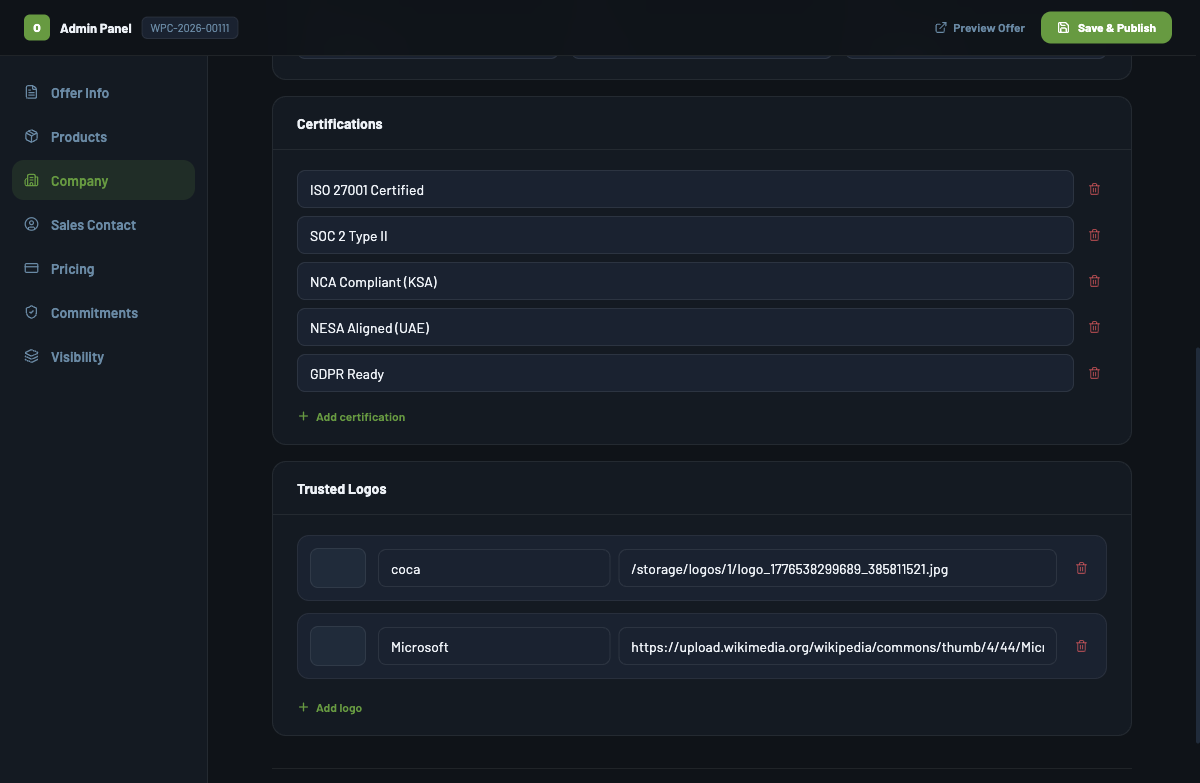 O Admin Panel WPC-2026-00111 Preview Offer Save & Publish
Offer Info
Products
Company
Sales Contact
Pricing
Commitments
Visibility
Certifications
ISO 27001 Certified
SOC 2 Type II
NCA Compliant (KSA)
NESA Aligned (UAE)
GDPR Ready
+ Add certification
Trusted Logos
coca /storage/logos/1/logo_1776538299689_385811521.jpg
Microsoft https://upload.wikimedia.org/wikipedia/commons/thumb/4/44/Micr
+ Add logo